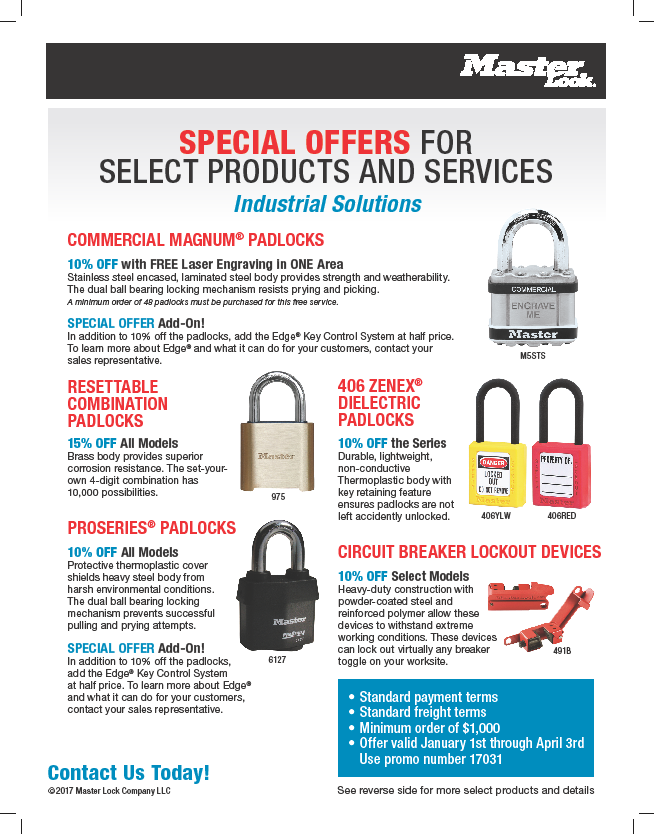 Master
Lock.
SPECIAL OFFERS FOR
SELECT PRODUCTS AND SERVICES
Industrial Solutions
COMMERCIAL MAGNUM® PADLOCKS
10% OFF with FREE Laser Engraving in ONE Area
Stainless steel encased, laminated steel body provides strength and weatherability.
The dual ball bearing locking mechanism resists prying and picking.
A minimum order of 48 padlocks must be purchased for this free service.
SPECIAL OFFER Add-On!
In addition to 10% off the padlocks, add the Edge® Key Control System at half price.
To learn more about Edge® and what it can do for your customers, contact your
sales representative.
COMMERCIAL
ENGRAVE
ME
Master
M5STS
RESETTABLE
COMBINATION
PADLOCKS
15% OFF All Models
Brass body provides superior
corrosion resistance. The set-your-
own 4-digit combination has
10,000 possibilities.
Master
975
406 ZENEX®
DIELECTRIC
PADLOCKS
10% OFF the Series
Durable, lightweight,
non-conductive
Thermoplastic body with
key retaining feature
ensures padlocks are not
left accidently unlocked.
DANGER
LOCKED
OUT
DO NOT REMOVE
406YLW
PROPERTY OF:
406RED
PROSERIES® PADLOCKS
10% OFF All Models
Protective thermoplastic cover
shields heavy steel body from
harsh environmental conditions.
The dual ball bearing locking
mechanism prevents successful
pulling and prying attempts.
SPECIAL OFFER Add-On!
In addition to 10% off the padlocks,
add the Edge® Key Control System
at half price. To learn more about Edge®
and what it can do for your customers,
contact your sales representative.
Master
6127
CIRCUIT BREAKER LOCKOUT DEVICES
10% OFF Select Models
Heavy-duty construction with
powder-coated steel and
reinforced polymer allow these
devices to withstand extreme
working conditions. These devices
can lock out virtually any breaker
toggle on your worksite.
491B
• Standard payment terms
• Standard freight terms
• Minimum order of $1,000
• Offer valid January 1st through April 3rd
Use promo number 17031
Contact Us Today!
©2017 Master Lock Company LLC
See reverse side for more select products and details